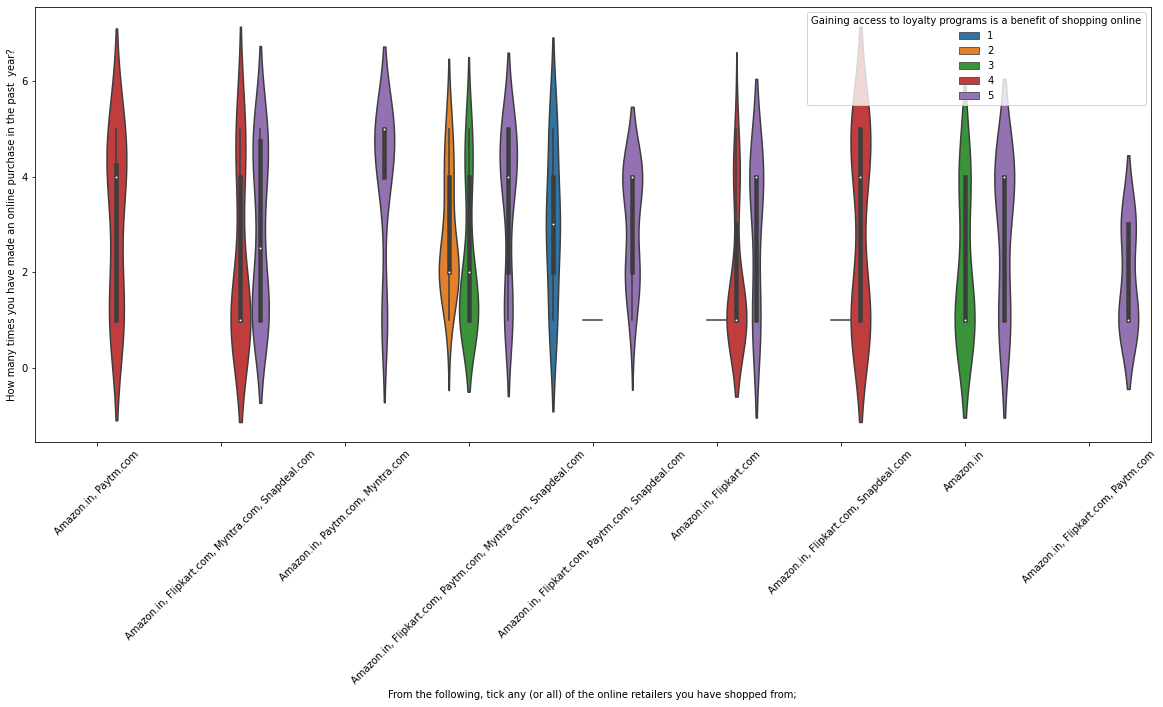 Gaining access to loyalty programs is a benefit of shopping online
1
2
3
4
5
How many times you have made an online purchase in the past  year?
6
4
2
0
Amazon.in, Paytm.com
Amazon.in, Flipkart.com, Myntra.com, Snapdeal.com
Amazon.in, Paytm.com, Myntra.com
Amazon.in, Flipkart.com, Paytm.com, Myntra.com, Snapdeal.com
Amazon.in, Flipkart.com, Paytm.com, Snapdeal.com
Amazon.in, Flipkart.com
Amazon.in, Flipkart.com, Snapdeal.com
Amazon.in
Amazon.in, Flipkart.com, Paytm.com
From the following, tick any (or all) of the online retailers you have shopped from;